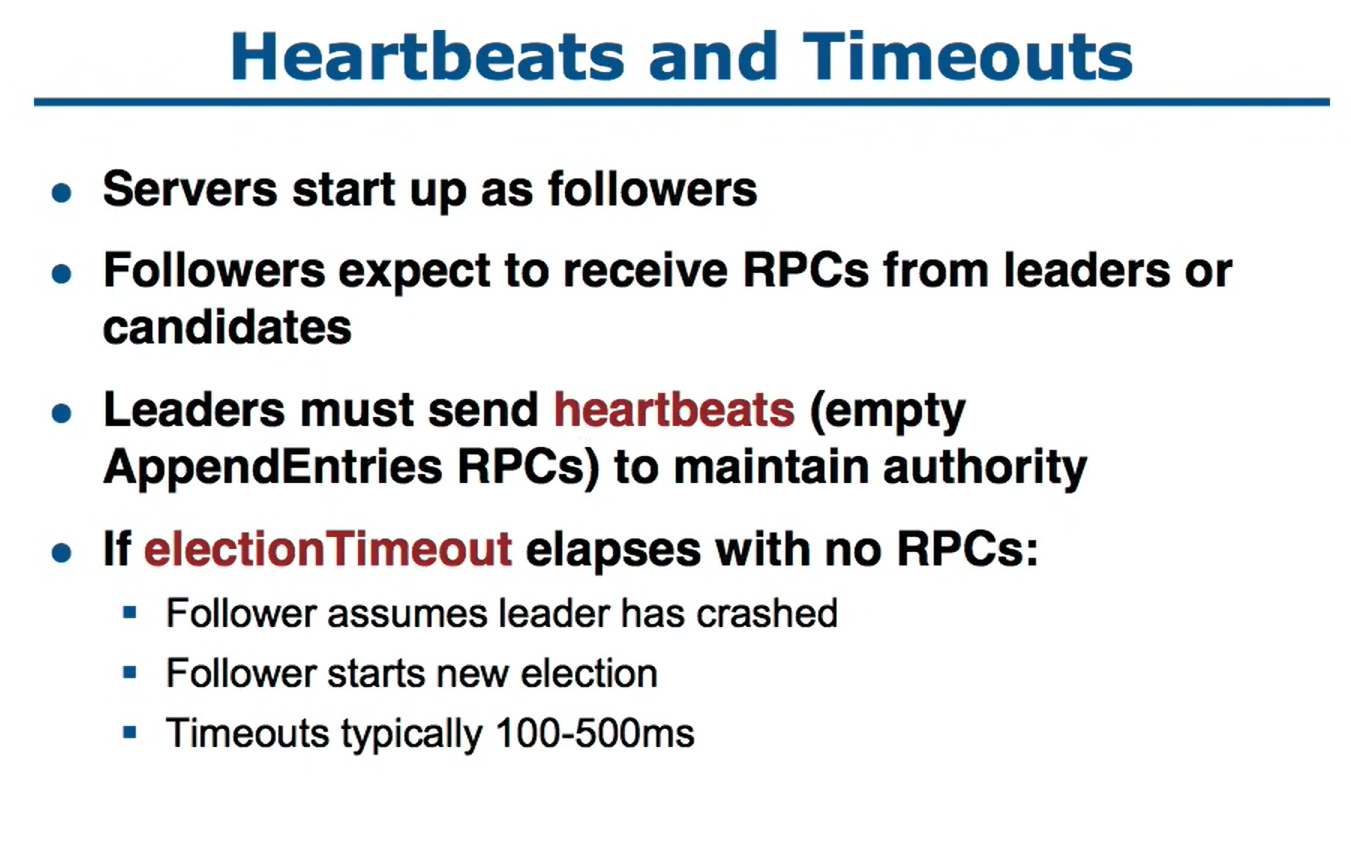 Heartbeats and Timeouts
● Servers start up as followers
● Followers expect to receive RPCs from leaders or
candidates
● Leaders must send heartbeats (empty
AppendEntries RPCs) to maintain authority
● If electionTimeout elapses with no RPCs:
▪ Follower assumes leader has crashed
▪ Follower starts new election
▪ Timeouts typically 100-500ms